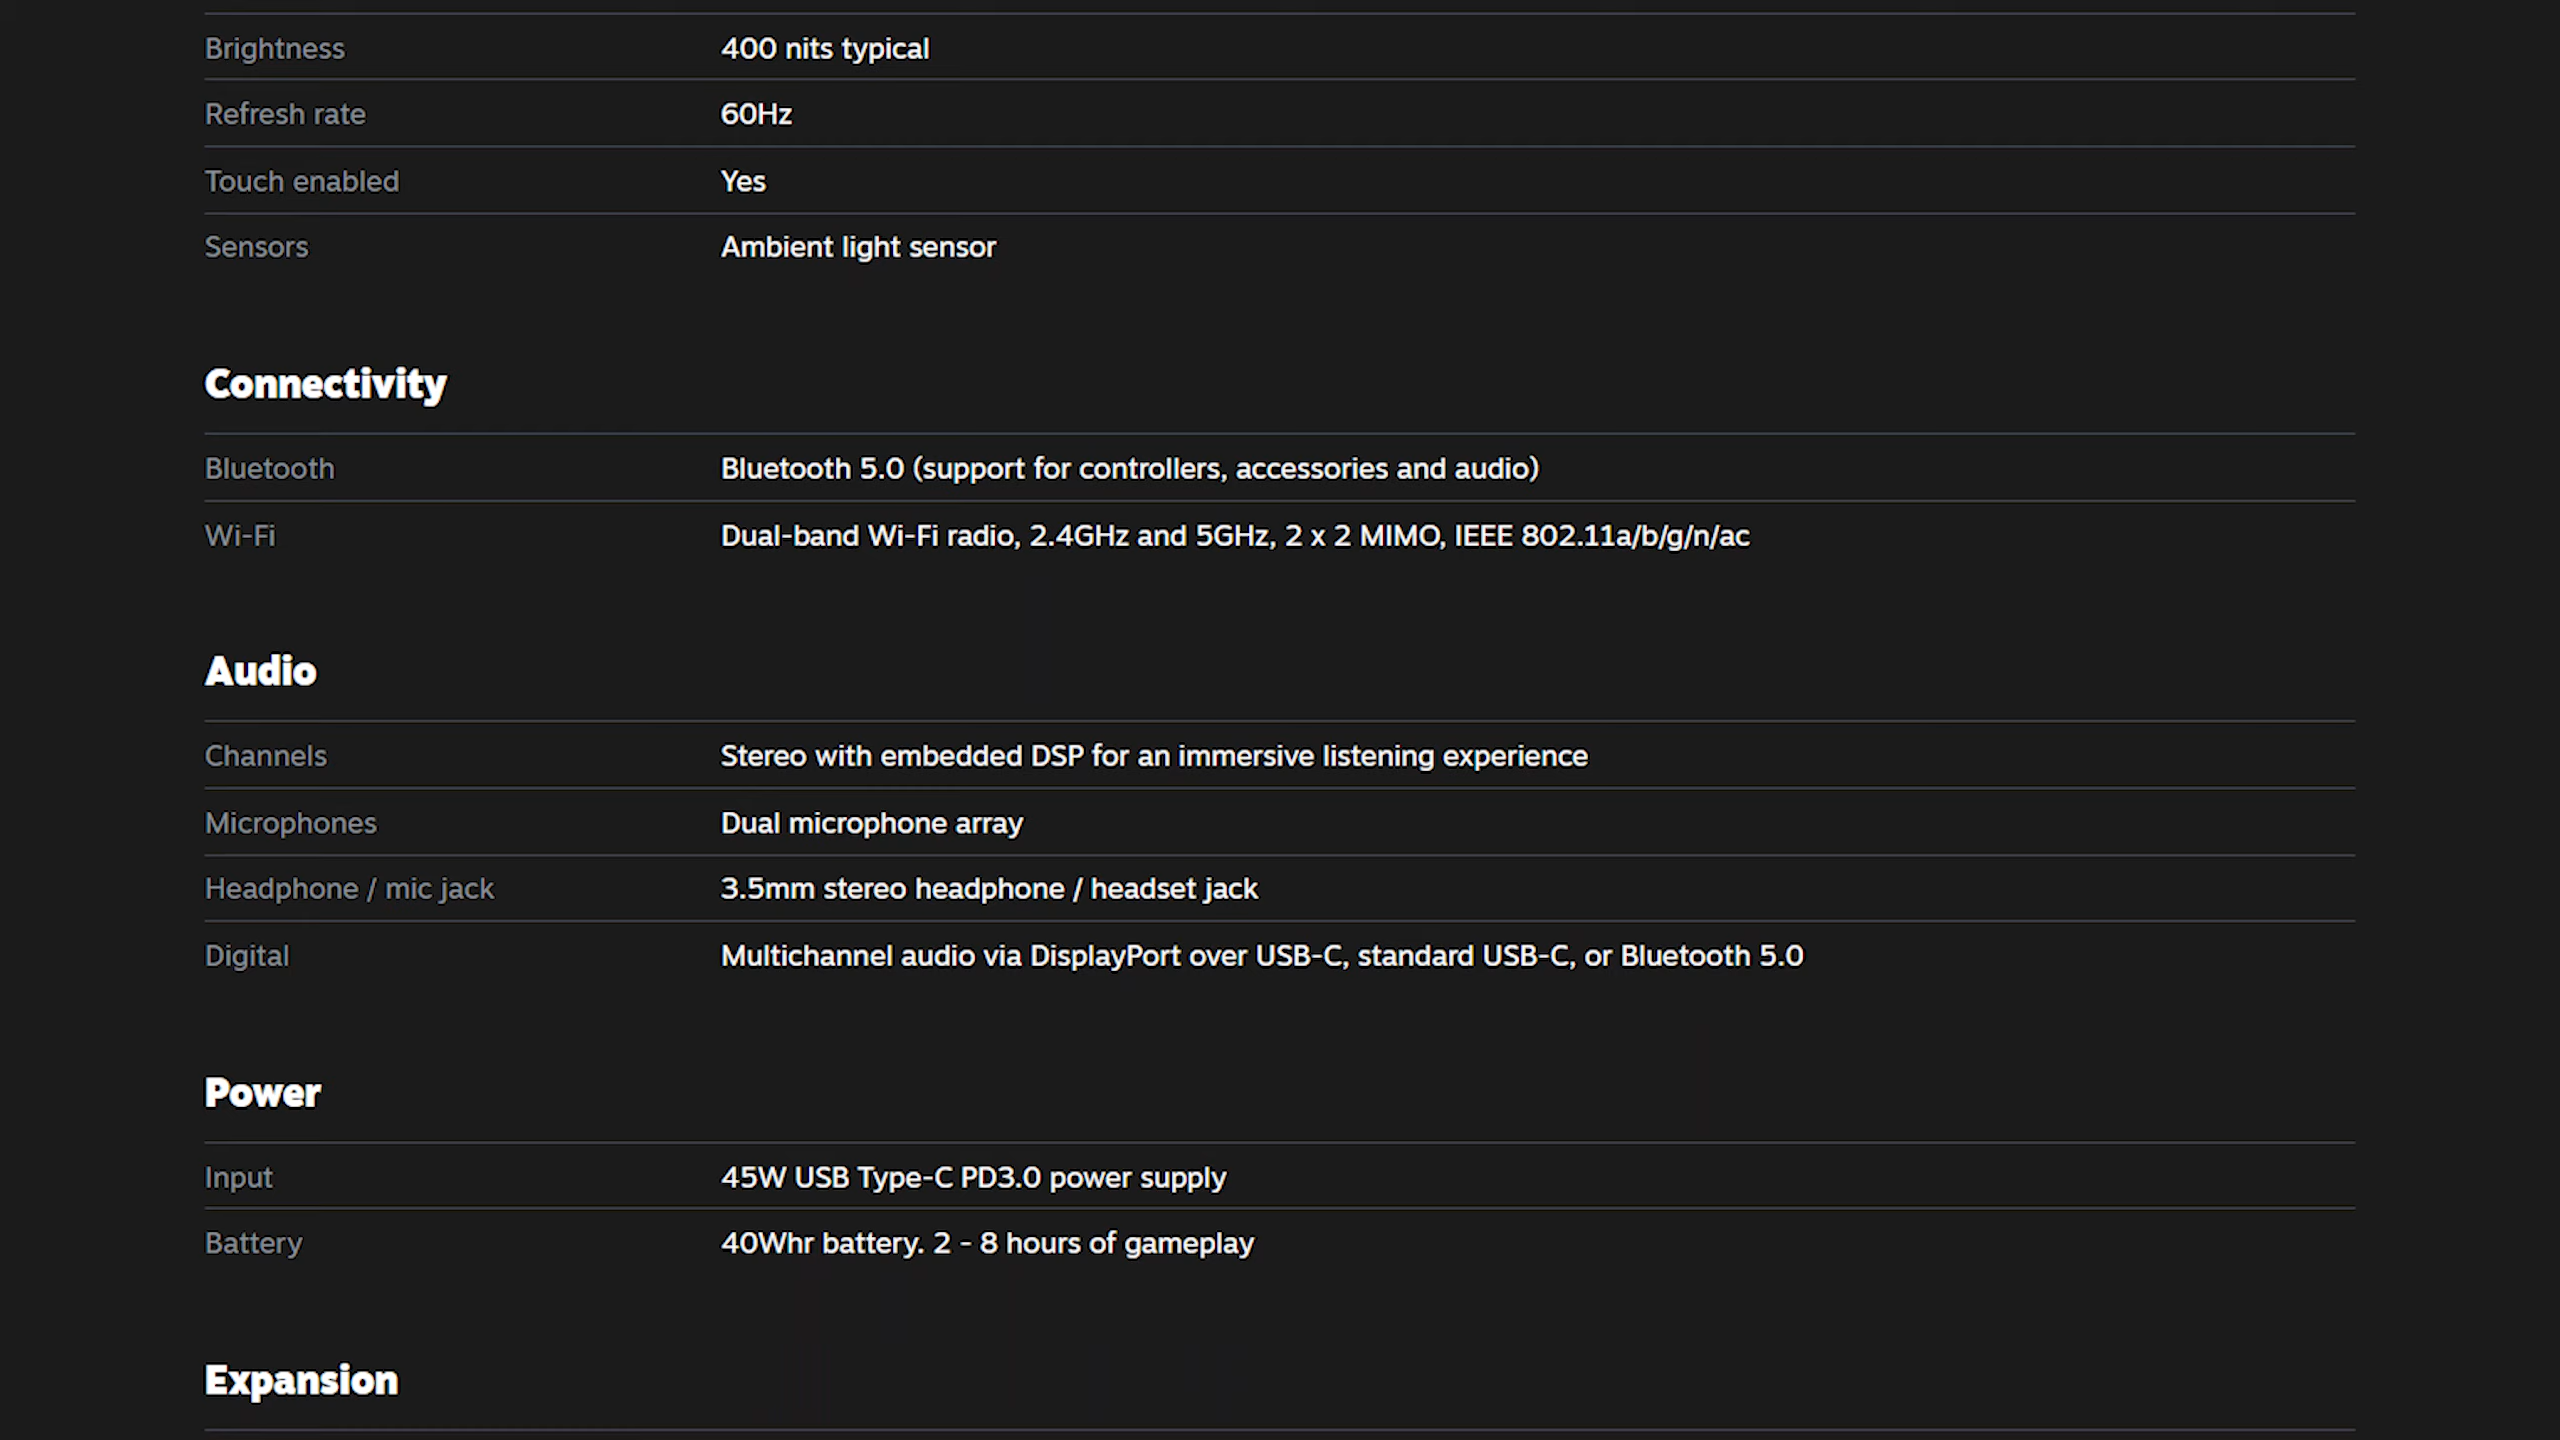 Brightness 400 nits typical
Refresh rate 60Hz
Touch enabled Yes
Sensors Ambient light sensor
Connectivity
Bluetooth Bluetooth 5.0 (support for controllers, accessories and audio)
Wi-Fi Dual-band Wi-Fi radio, 2.4GHz and 5GHz, 2 x 2 MIMO, IEEE 802.11a/b/g/n/ac
Audio
Channels Stereo with embedded DSP for an immersive listening experience
Microphones Dual microphone array
Headphone / mic jack 3.5mm stereo headphone / headset jack
Digital Multichannel audio via DisplayPort over USB-C, standard USB-C, or Bluetooth 5.0
Power
Input 45W USB Type-C PD3.0 power supply
Battery 40Whr battery. 2 - 8 hours of gameplay
Expansion